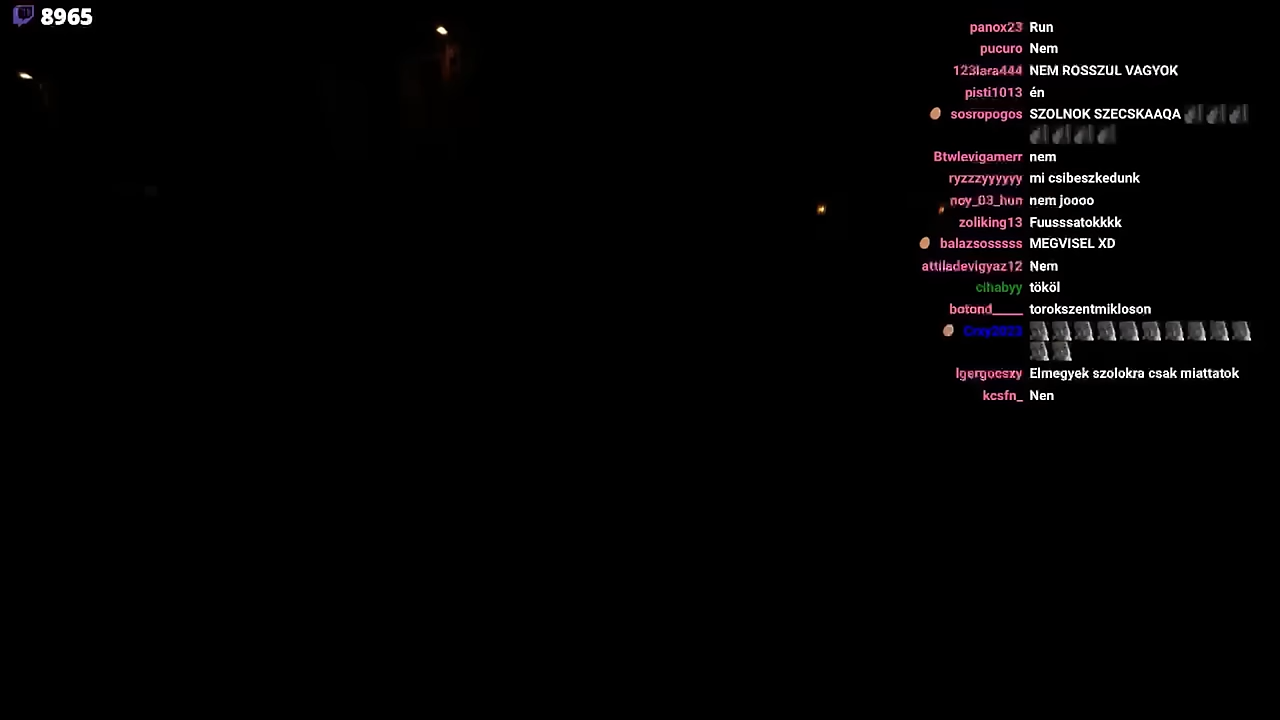 8965
panox23 Run
pucuro Nem
123lara444 NEM ROSSZUL VAGYOK
pisti1013 én
sosropogos SZOLNOK SZECSKAAQA
Btwlevigamerr nem
ryzzzyyyyyy mi csibeszkedunk
noy_03_hun nem joooo
zoliking13 Fuusssatokkkk
balazsosssss MEGVISEL XD
attiladevigyaz12 Nem
cihabyy tököl
botond_____ torokszentmikloson
Elmegyek szolokra csak miattatok
kcsfn_ Nen